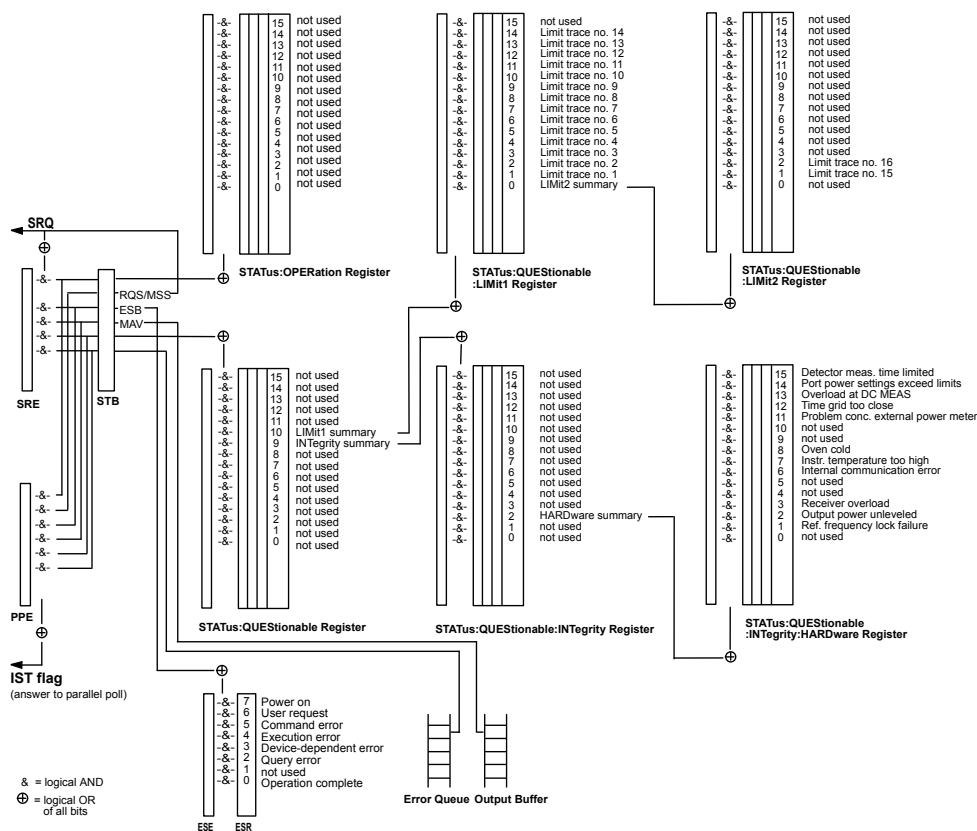 -&- 15 not used
-&- 14 not used
-&- 13 not used
-&- 12 not used
-&- 11 not used
-&- 10 not used
-&- 9 not used
-&- 8 not used
-&- 7 not used
-&- 6 not used
-&- 5 not used
-&- 4 not used
-&- 3 not used
-&- 2 not used
-&- 1 not used
-&- 0 not used
STATus:OPERation Register
-&- 15 not used
-&- 14 Limit trace no. 14
-&- 13 Limit trace no. 13
-&- 12 Limit trace no. 12
-&- 11 Limit trace no. 11
-&- 10 Limit trace no. 10
-&- 9 Limit trace no. 9
-&- 8 Limit trace no. 8
-&- 7 Limit trace no. 7
-&- 6 Limit trace no. 6
-&- 5 Limit trace no. 5
-&- 4 Limit trace no. 4
-&- 3 Limit trace no. 3
-&- 2 Limit trace no. 2
-&- 1 Limit trace no. 1
-&- 0 LIMit2 summary
STATus:QUEStionable
:LIMit1 Register
-&- 15 not used
-&- 14 not used
-&- 13 not used
-&- 12 not used
-&- 11 not used
-&- 10 not used
-&- 9 not used
-&- 8 not used
-&- 7 not used
-&- 6 not used
-&- 5 not used
-&- 4 not used
-&- 3 not used
-&- 2 Limit trace no. 16
-&- 1 Limit trace no. 15
-&- 0 not used
STATus:QUEStionable
:LIMit2 Register
SRQ
-&-
RQS/MSS
-&- ESB
-&- MAV
-&-
-&-
SRE
STB
-&-
-&-
-&-
-&-
-&-
-&-
PPE
IST flag
(answer to parallel poll)
-&- 15 not used
-&- 14 not used
-&- 13 not used
-&- 12 not used
-&- 11 not used
-&- 10 LIMit1 summary
-&- 9 INTegrity summary
-&- 8 not used
-&- 7 not used
-&- 6 not used
-&- 5 not used
-&- 4 not used
-&- 3 not used
-&- 2 not used
-&- 1 not used
-&- 0 not used
STATus:QUEStionable Register
-&- 15 not used
-&- 14 not used
-&- 13 not used
-&- 12 not used
-&- 11 not used
-&- 10 not used
-&- 9 not used
-&- 8 not used
-&- 7 not used
-&- 6 not used
-&- 5 not used
-&- 4 not used
-&- 3 not used
-&- 2 HARDware summary
-&- 1 not used
-&- 0 not used
STATus:QUEStionable:INTegrity Register
-&- 15 Detector meas. time limited
-&- 14 Port power settings exceed limits
-&- 13 Overload at DC MEAS
-&- 12 Time grid too close
-&- 11 Problem conc. external power meter
-&- 10 not used
-&- 9 not used
-&- 8 Oven cold
-&- 7 Instr. temperature too high
-&- 6 Internal communication error
-&- 5 not used
-&- 4 not used
-&- 3 Receiver overload
-&- 2 Output power unleveled
-&- 1 Ref. frequency lock failure
-&- 0 not used
STATus:QUEStionable
:INTegrity:HARDware Register
-&- 7 Power on
-&- 6 User request
-&- 5 Command error
-&- 4 Execution error
-&- 3 Device-dependent error
-&- 2 Query error
-&- 1 not used
-&- 0 Operation complete
ESE ESR
Error Queue Output Buffer
& = logical AND
⊕ = logical OR
of all bits